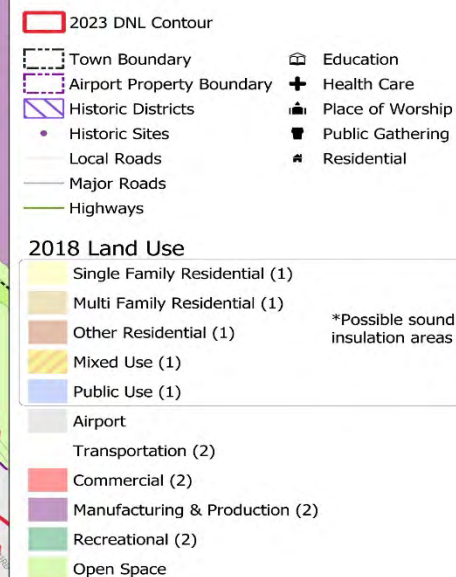 2023 DNL Contour
Town Boundary
Airport Property Boundary
Historic Districts
Historic Sites
Local Roads
Major Roads
Highways
Education
Health Care
Place of Worship
Public Gathering
Residential
2018 Land Use
Single Family Residential (1)
Multi Family Residential (1)
Other Residential (1)
Mixed Use (1)
Public Use (1)
*Possible sound
insulation areas
Airport
Transportation (2)
Commercial (2)
Manufacturing & Production (2)
Recreational (2)
Open Space